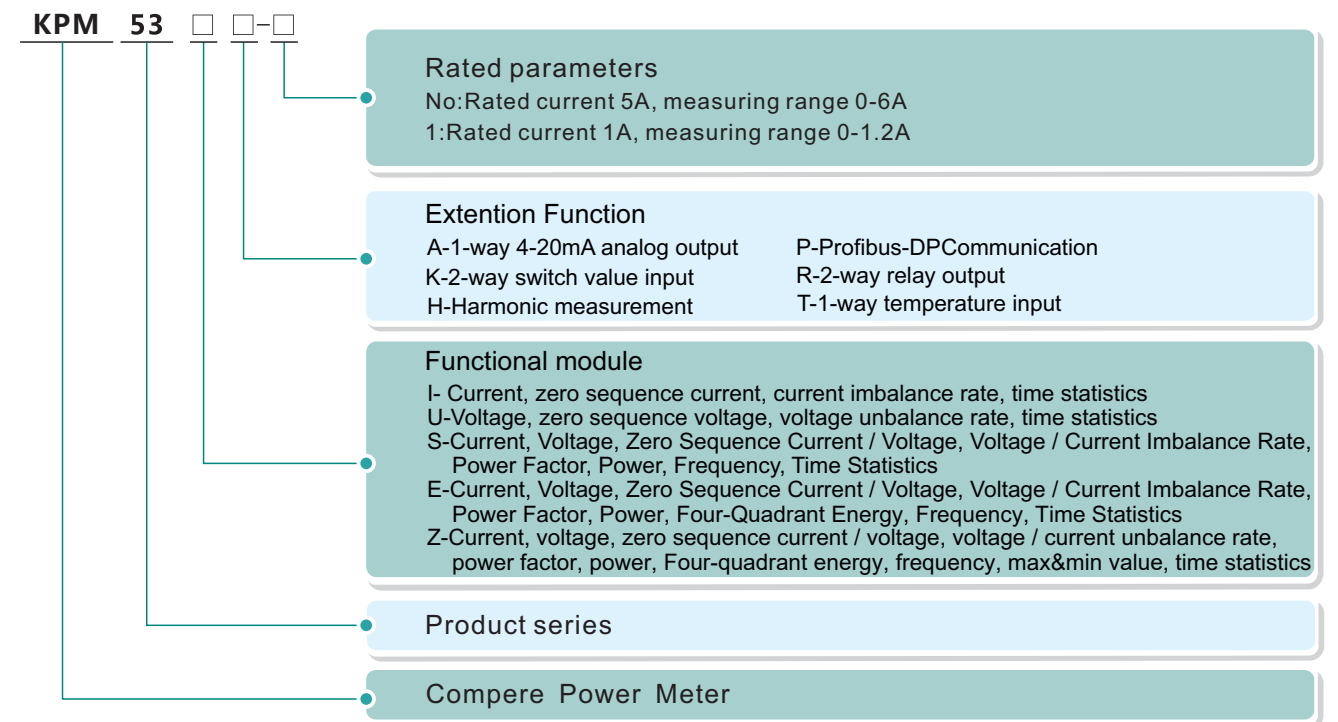 KPM 53 □ □-□
Rated parameters
No:Rated current 5A, measuring range 0-6A
1:Rated current 1A, measuring range 0-1.2A
Extention Function
A-1-way 4-20mA analog output
K-2-way switch value input
H-Harmonic measurement
P-Profibus-DPCommunication
R-2-way relay output
T-1-way temperature input
Functional module
I- Current, zero sequence current, current imbalance rate, time statistics
U-Voltage, zero sequence voltage, voltage unbalance rate, time statistics
S-Current, Voltage, Zero Sequence Current / Voltage, Voltage / Current Imbalance Rate,
Power Factor, Power, Frequency, Time Statistics
E-Current, Voltage, Zero Sequence Current / Voltage, Voltage / Current Imbalance Rate,
Power Factor, Power, Four-Quadrant Energy, Frequency, Time Statistics
Z-Current, voltage, zero sequence current / voltage, voltage / current unbalance rate,
power factor, power, Four-quadrant energy, frequency, max&min value, time statistics
Product series
Compere Power Meter